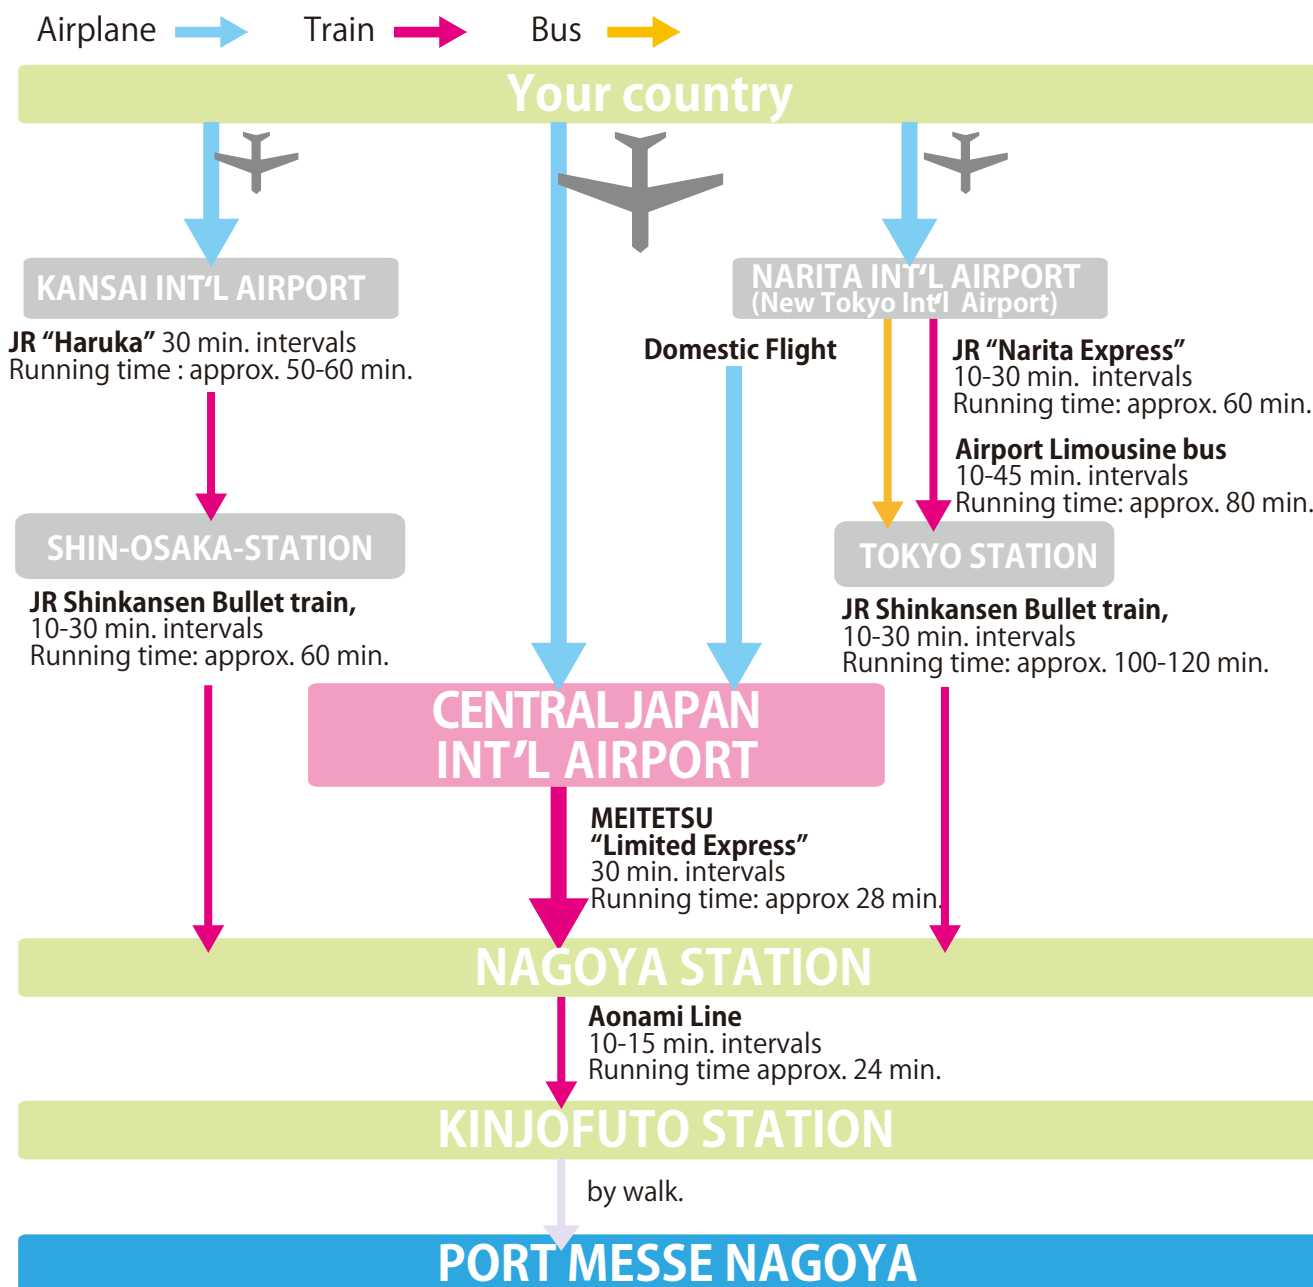 Airplane Train Bus
Your country
KANSAI INT'L AIRPORT
JR “Haruka” 30 min. intervals
Running time : approx. 50-60 min.
SHIN-OSAKA-STATION
JR Shinkansen Bullet train,
10-30 min. intervals
Running time: approx. 60 min.
Domestic Flight
NARITA INT'L AIRPORT
(New Tokyo Int'l Airport)
JR “Narita Express”
10-30 min. intervals
Running time: approx. 60 min.
Airport Limousine bus
10-45 min. intervals
Running time: approx. 80 min.
TOKYO STATION
JR Shinkansen Bullet train,
10-30 min. intervals
Running time: approx. 100-120 min.
CENTRAL JAPAN
INT'L AIRPORT
MEITETSU
“Limited Express”
30 min. intervals
Running time: approx 28 min.
NAGOYA STATION
Aonami Line
10-15 min. intervals
Running time approx. 24 min.
KINJOFUTO STATION
by walk.
PORT MESSE NAGOYA